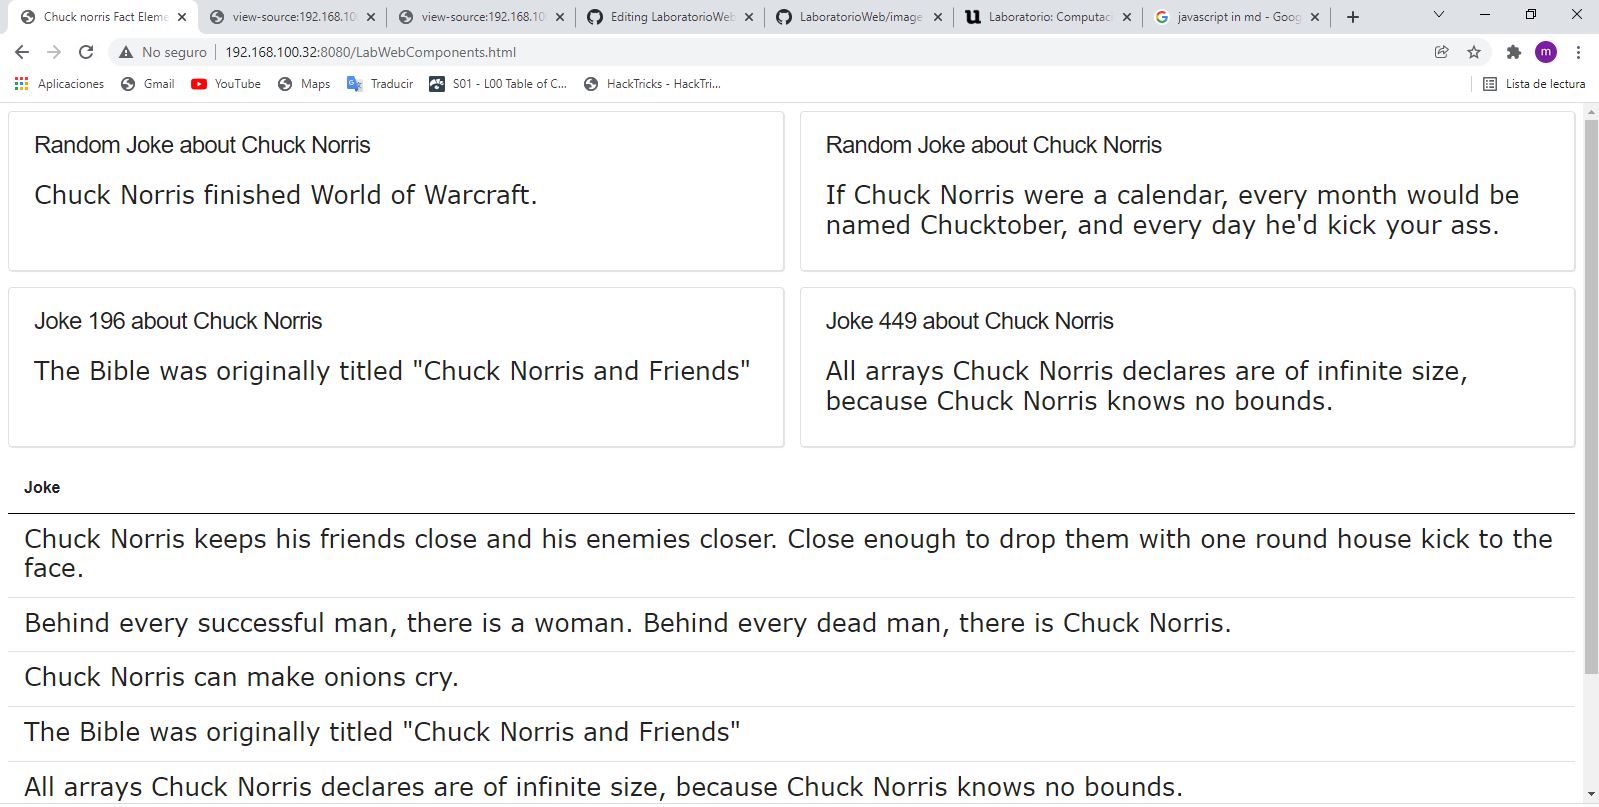 Chuck norris Fact Eleme
view-source:192.168.10
view-source:192.168.10
Editing LaboratorioWeb
LaboratorioWeb/image
Laboratorio: Computac
javascript in md - Goog
No seguro
192.168.100.32:8080/LabWebComponents.html
m
Aplicaciones
Gmail
YouTube
Maps
Traducir
S01 - L00 Table of C...
HackTricks - HackTri...
Lista de lectura
Random Joke about Chuck Norris
Chuck Norris finished World of Warcraft.
Random Joke about Chuck Norris
If Chuck Norris were a calendar, every month would be
named Chucktober, and every day he'd kick your ass.
Joke 196 about Chuck Norris
The Bible was originally titled "Chuck Norris and Friends"
Joke 449 about Chuck Norris
All arrays Chuck Norris declares are of infinite size,
because Chuck Norris knows no bounds.
Joke
Chuck Norris keeps his friends close and his enemies closer. Close enough to drop them with one round house kick to the
face.
Behind every successful man, there is a woman. Behind every dead man, there is Chuck Norris.
Chuck Norris can make onions cry.
The Bible was originally titled "Chuck Norris and Friends"
All arrays Chuck Norris declares are of infinite size, because Chuck Norris knows no bounds.